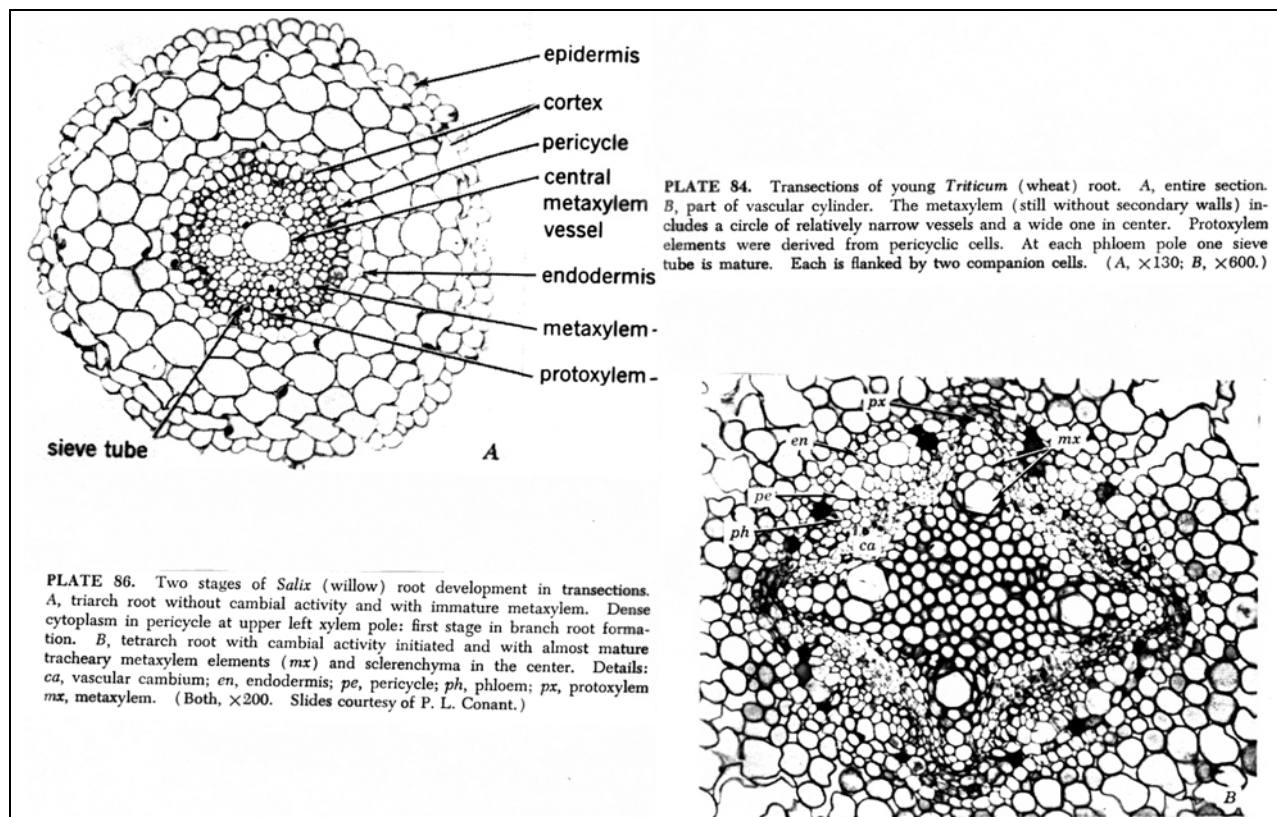 epidermis
cortex
pericycle
central
metaxylem
vessel
endodermis
metaxylem-
protoxylem-
sieve tube
A
PLATE 84. Transections of young Triticum (wheat) root. A, entire section.
B, part of vascular cylinder. The metaxylem (still without secondary walls) in-
cludes a circle of relatively narrow vessels and a wide one in center. Protoxylem
elements were derived from pericyclic cells. At each phloem pole one sieve
tube is mature. Each is flanked by two companion cells. (A, ×130; B, ×600.)
px
en
mx
pe
ph
ca
B
PLATE 86. Two stages of Salix (willow) root development in transections.
A, triarch root without cambial activity and with immature metaxylem. Dense
cytoplasm in pericycle at upper left xylem pole: first stage in branch root forma-
tion. B, tetrarch root with cambial activity initiated and with almost mature
tracheary metaxylem elements (mx) and sclerenchyma in the center. Details:
ca, vascular cambium; en, endodermis; pe, pericycle; ph, phloem; px, protoxylem
mx, metaxylem. (Both, ×200. Slides courtesy of P. L. Conant.)